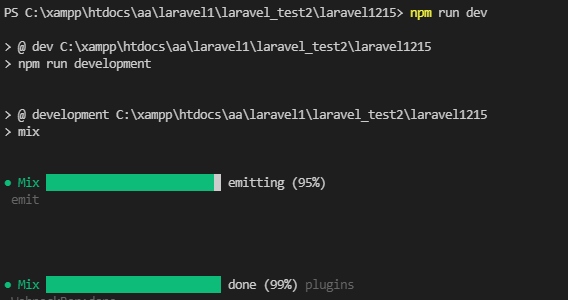 PS C:\xampp\htdocs\aa\laravel1\laravel_test2\laravel1215> npm run dev
> @ dev C:\xampp\htdocs\aa\laravel1\laravel_test2\laravel1215
> npm run development
> @ development C:\xampp\htdocs\aa\laravel1\laravel_test2\laravel1215
> mix
● Mix emitting (95%)
emit
● Mix done (99%) plugins